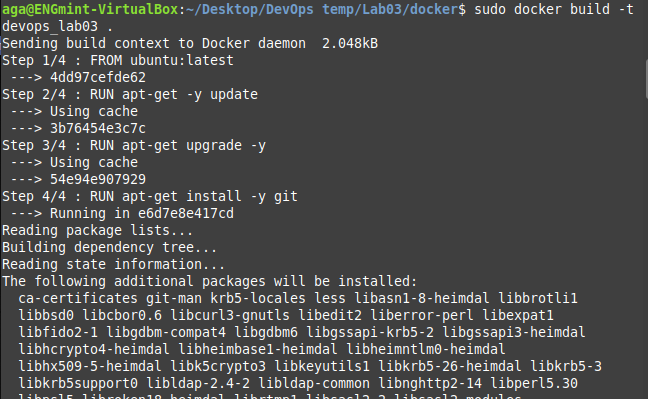 aga@ENGmint-VirtualBox:~/Desktop/DevOps temp/Lab03/docker$ sudo docker build -t
devops_lab03 .
Sending build context to Docker daemon  2.048kB
Step 1/4 : FROM ubuntu:latest
 ---> 4dd97cefde62
Step 2/4 : RUN apt-get -y update
 ---> Using cache
 ---> 3b76454e3c7c
Step 3/4 : RUN apt-get upgrade -y
 ---> Using cache
 ---> 54e94e907929
Step 4/4 : RUN apt-get install -y git
 ---> Running in e6d7e8e417cd
Reading package lists...
Building dependency tree...
Reading state information...
The following additional packages will be installed:
  ca-certificates git-man krb5-locales less libasn1-8-heimdal libbrotli1
  libbsd0 libcbor0.6 libcurl3-gnutls libedit2 liberror-perl libexpat1
  libfido2-1 libgdbm-compat4 libgdbm6 libgssapi-krb5-2 libgssapi3-heimdal
  libhcrypto4-heimdal libheimbase1-heimdal libheimntlm0-heimdal
  libhx509-5-heimdal libk5crypto3 libkeyutils1 libkrb5-26-heimdal libkrb5-3
  libkrb5support0 libldap-2.4-2 libldap-common libnghttp2-14 libperl5.30